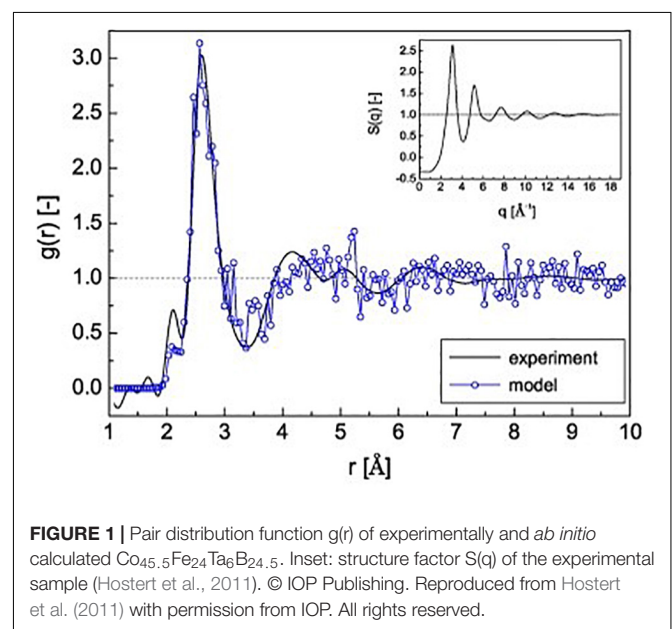 3.0
2.5
2.0
1.5
1.0
0.5
0.0
g(r) [-]
1 2 3 4 5 6 7 8 9 10
r [Å]
2.5
2.0
1.5
1.0
0.5
0.0
-0.5
S(q) [-]
0 2 4 6 8 10 12 14 16 18
q [Å⁻¹]
experiment
model
FIGURE 1 | Pair distribution function g(r) of experimentally and ab initio
calculated Co45.5Fe24Ta6B24.5. Inset: structure factor S(q) of the experimental
sample (Hostert et al., 2011). © IOP Publishing. Reproduced from Hostert
et al. (2011) with permission from IOP. All rights reserved.